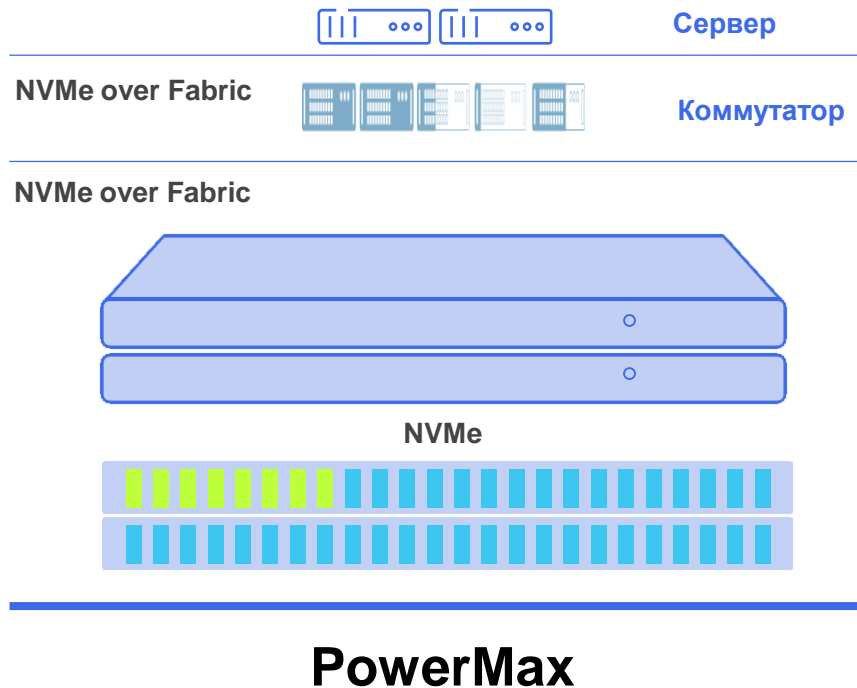 Сервер
NVMe over Fabric
Коммутатор
NVMe over Fabric
NVMe
PowerMax